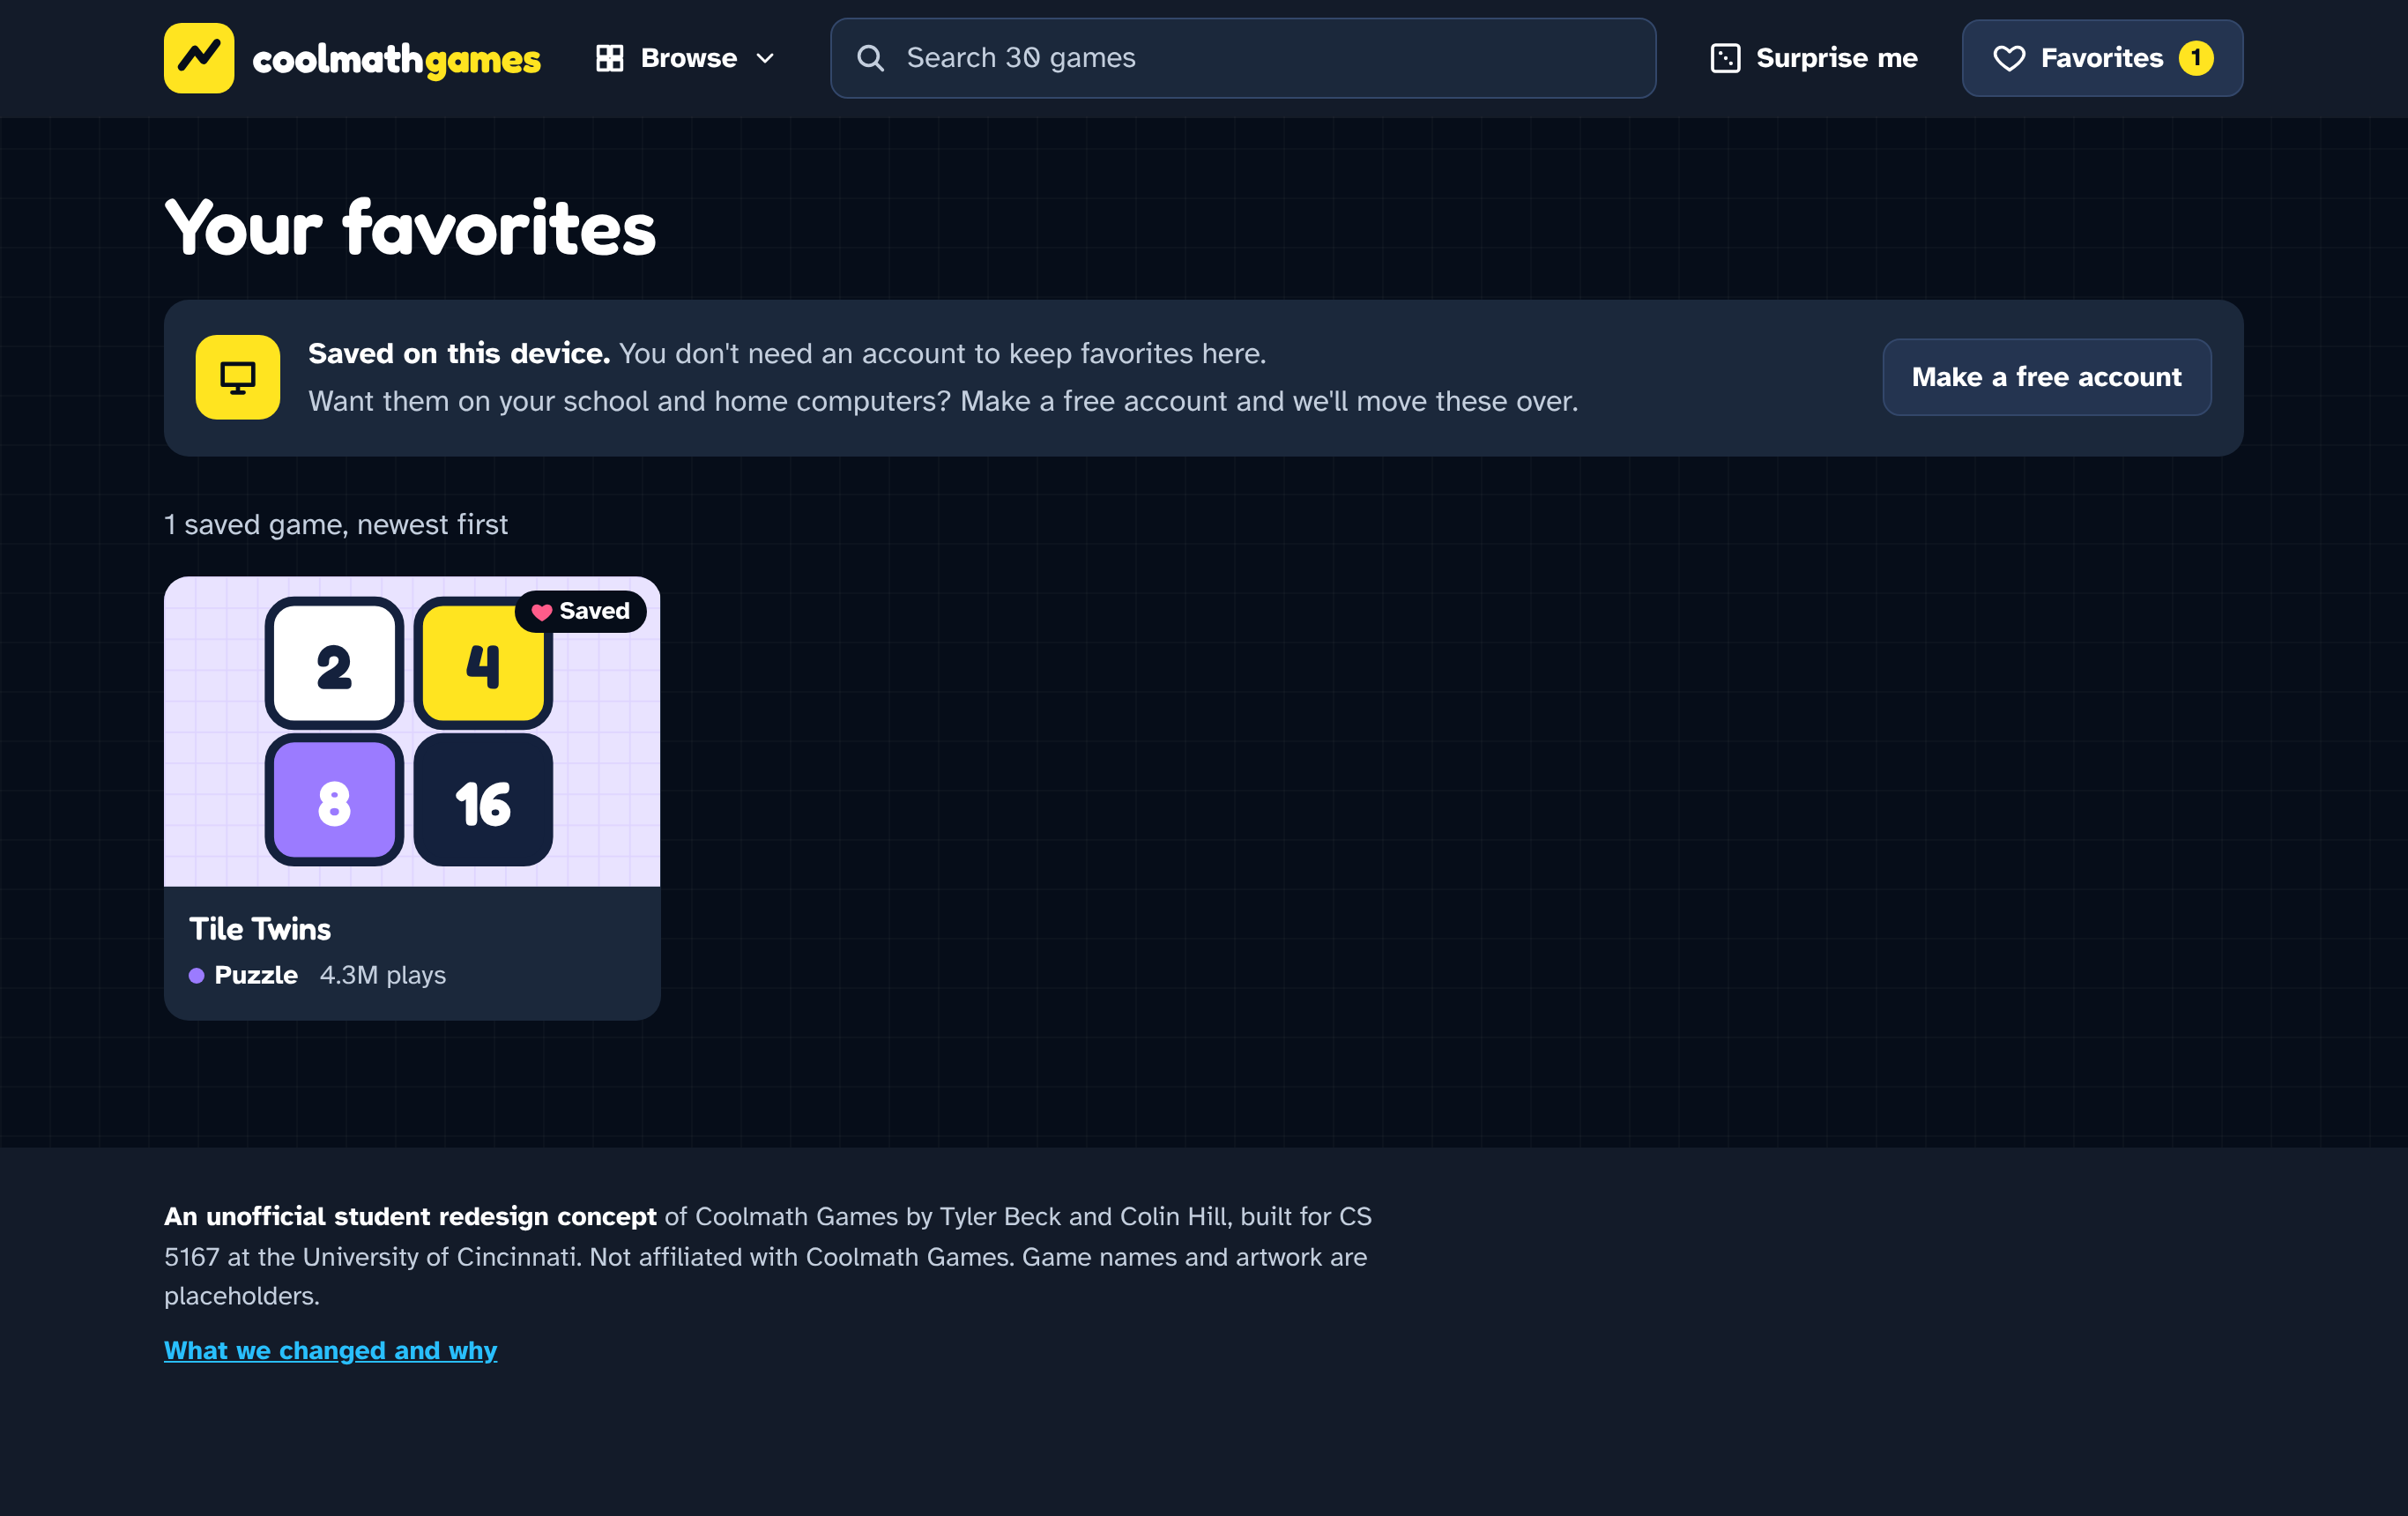 coolmathgames
Browse
Search 30 games
Surprise me
Favorites 1
Your favorites
Saved on this device. You don't need an account to keep favorites here.
Want them on your school and home computers? Make a free account and we'll move these over.
Make a free account
1 saved game, newest first
Saved
2 4
8 16
Tile Twins
Puzzle 4.3M plays
An unofficial student redesign concept of Coolmath Games by Tyler Beck and Colin Hill, built for CS
5167 at the University of Cincinnati. Not affiliated with Coolmath Games. Game names and artwork are
placeholders.
What we changed and why